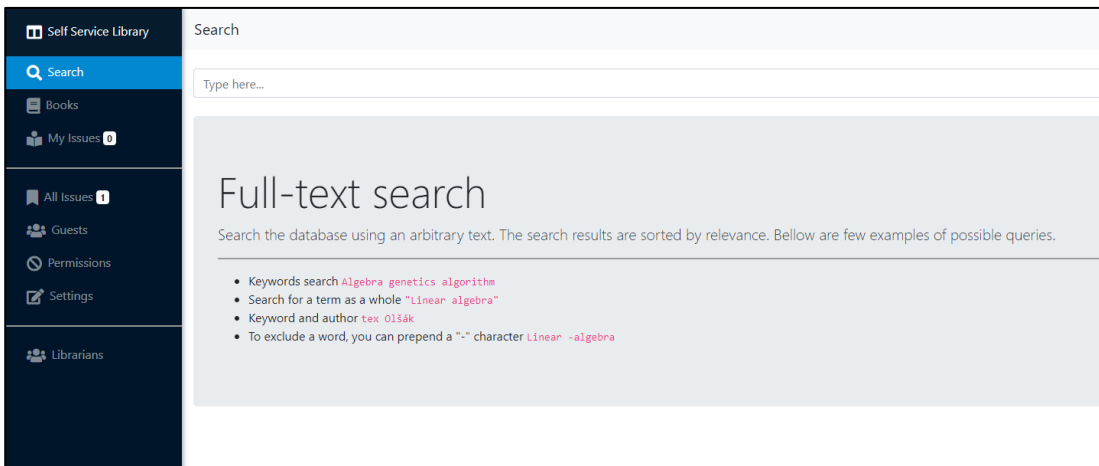 Self Service Library
Search
Books
My Issues 0
All Issues 1
Guests
Permissions
Settings
Librarians
Search
Type here...
Full-text search
Search the database using an arbitrary text. The search results are sorted by relevance. Bellow are few examples of possible queries.
Keywords search Algebra genetics algorithm
Search for a term as a whole "Linear algebra"
Keyword and author tex Olšák
To exclude a word, you can prepend a "-" character Linear -algebra